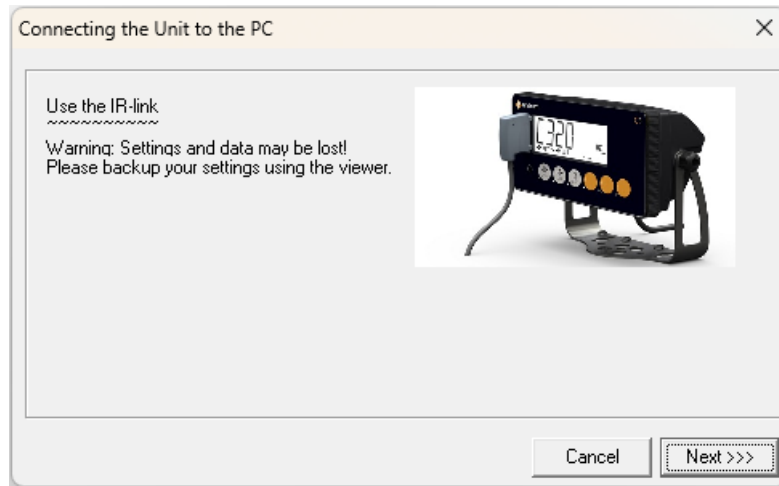 Connecting the Unit to the PC
Use the IR-link
~~~~~~~~~~
Warning: Settings and data may be lost!
Please backup your settings using the viewer.
C320
Cancel
Next >>>